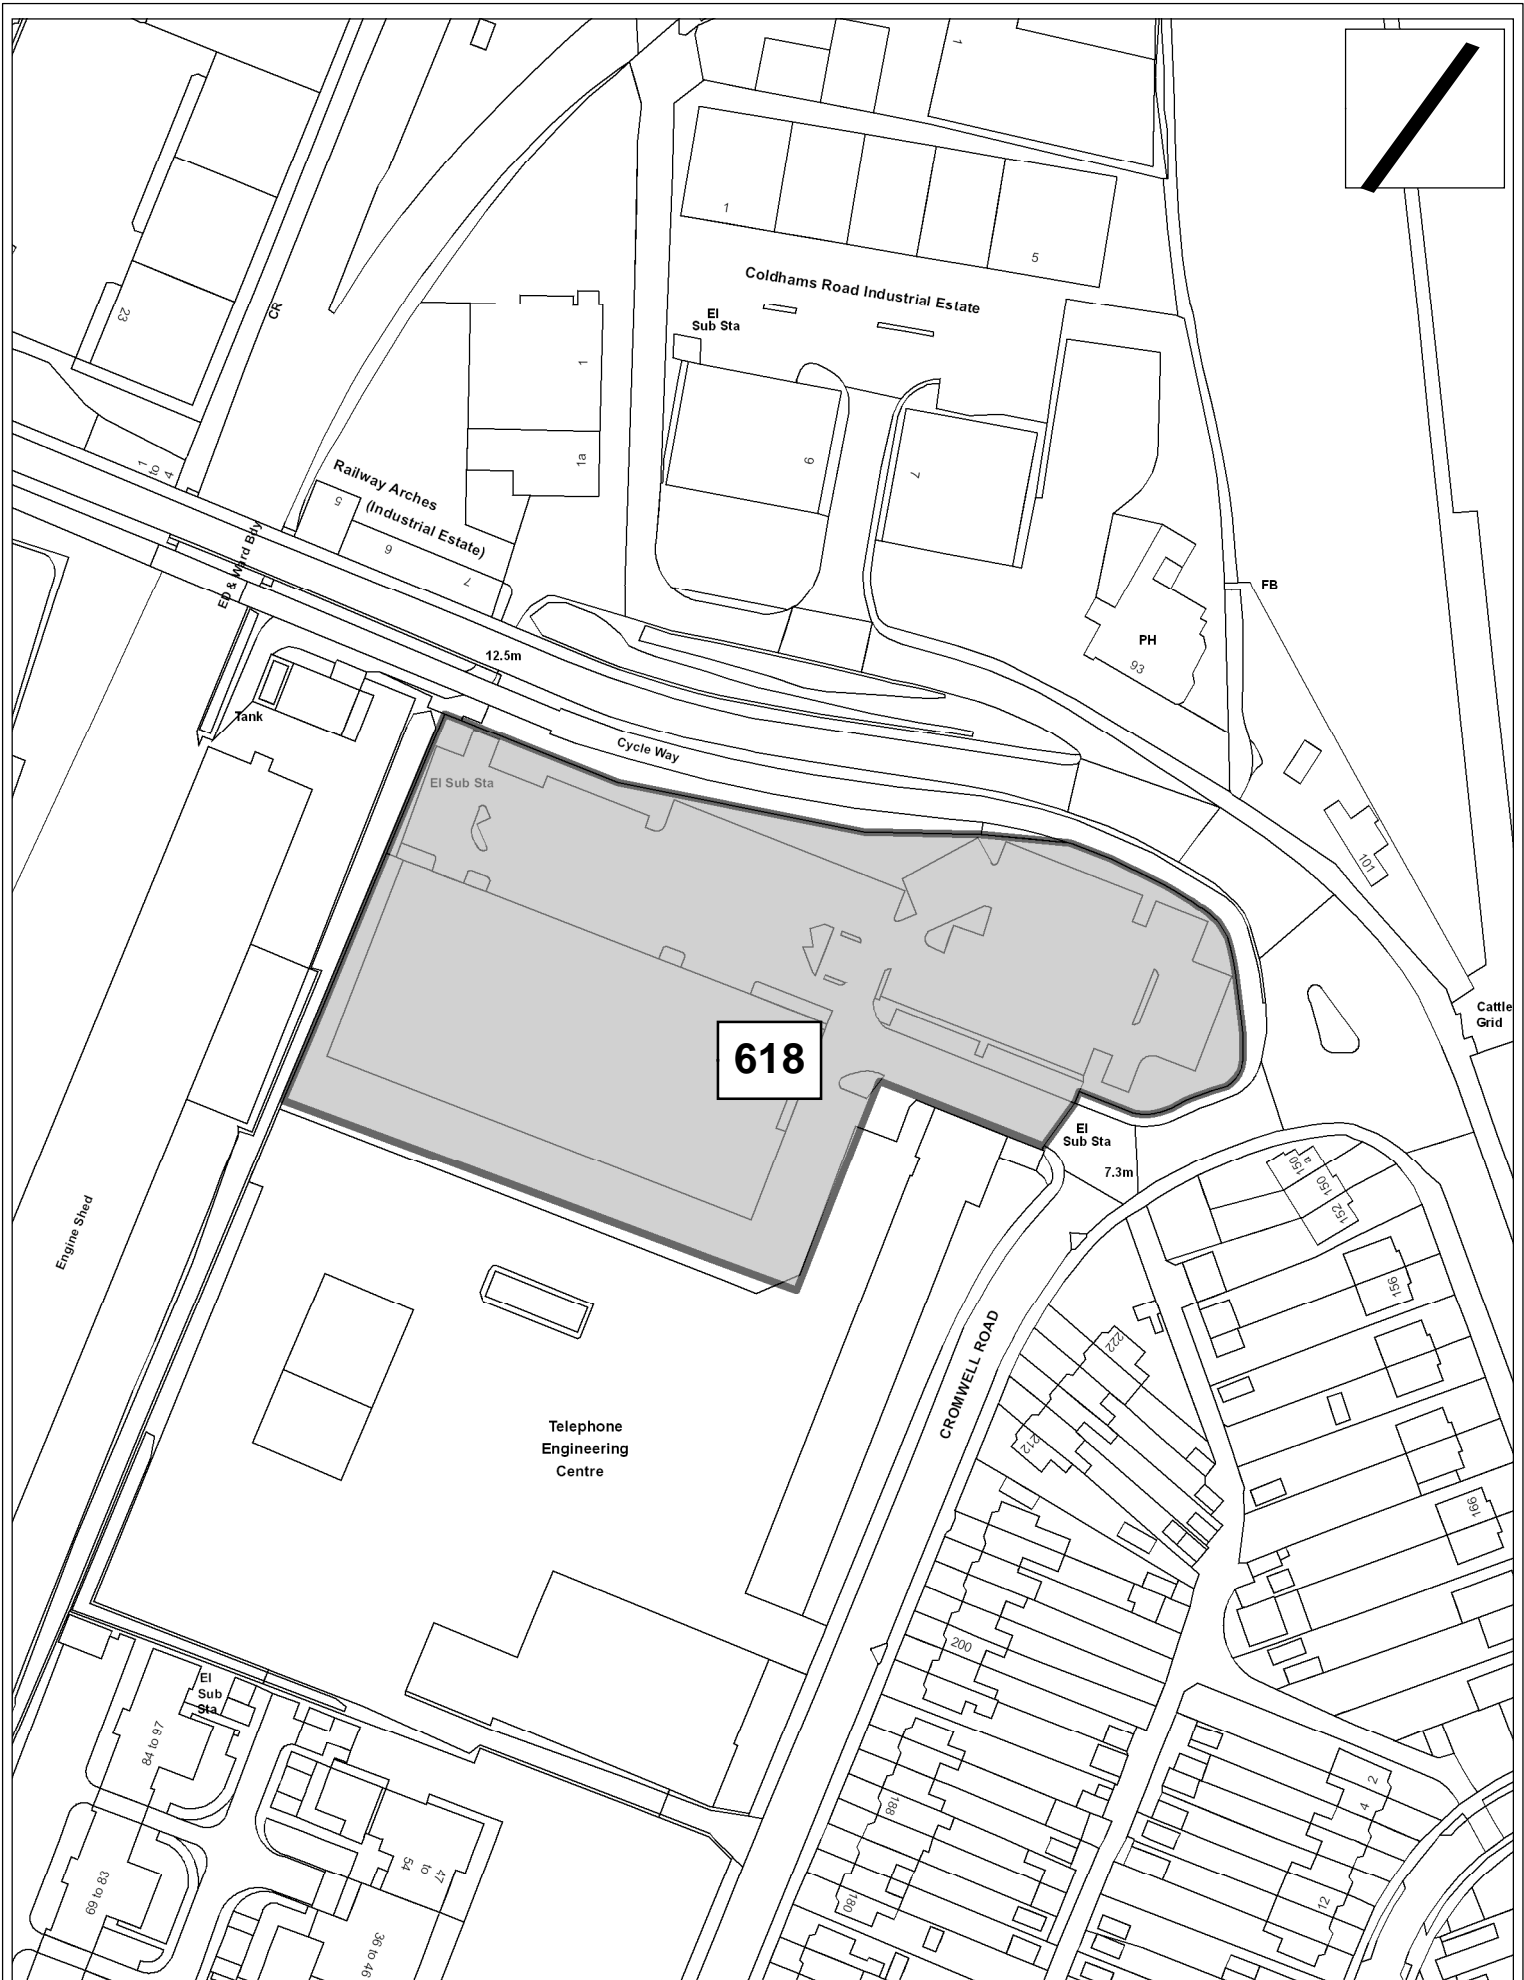 1
1
5
Coldhams Road Industrial Estate
El
Sub Sta
23
CR
1
1a
9
7
1
to
4
Railway Arches
(Industrial Estate)
5
6
7
ED & Ward Bdy
FB
PH
93
12.5m
Tank
Cycle Way
El Sub Sta
101
Cattle
Grid
618
El
Sub Sta
7.3m
150
a
150
152
156
Engine Shed
222
CROMWELL ROAD
212
Telephone
Engineering
Centre
166
200
El
Sub
Sta
84 to 97
2
4
188
47
to
54
69 to 83
180
12
36 to 46